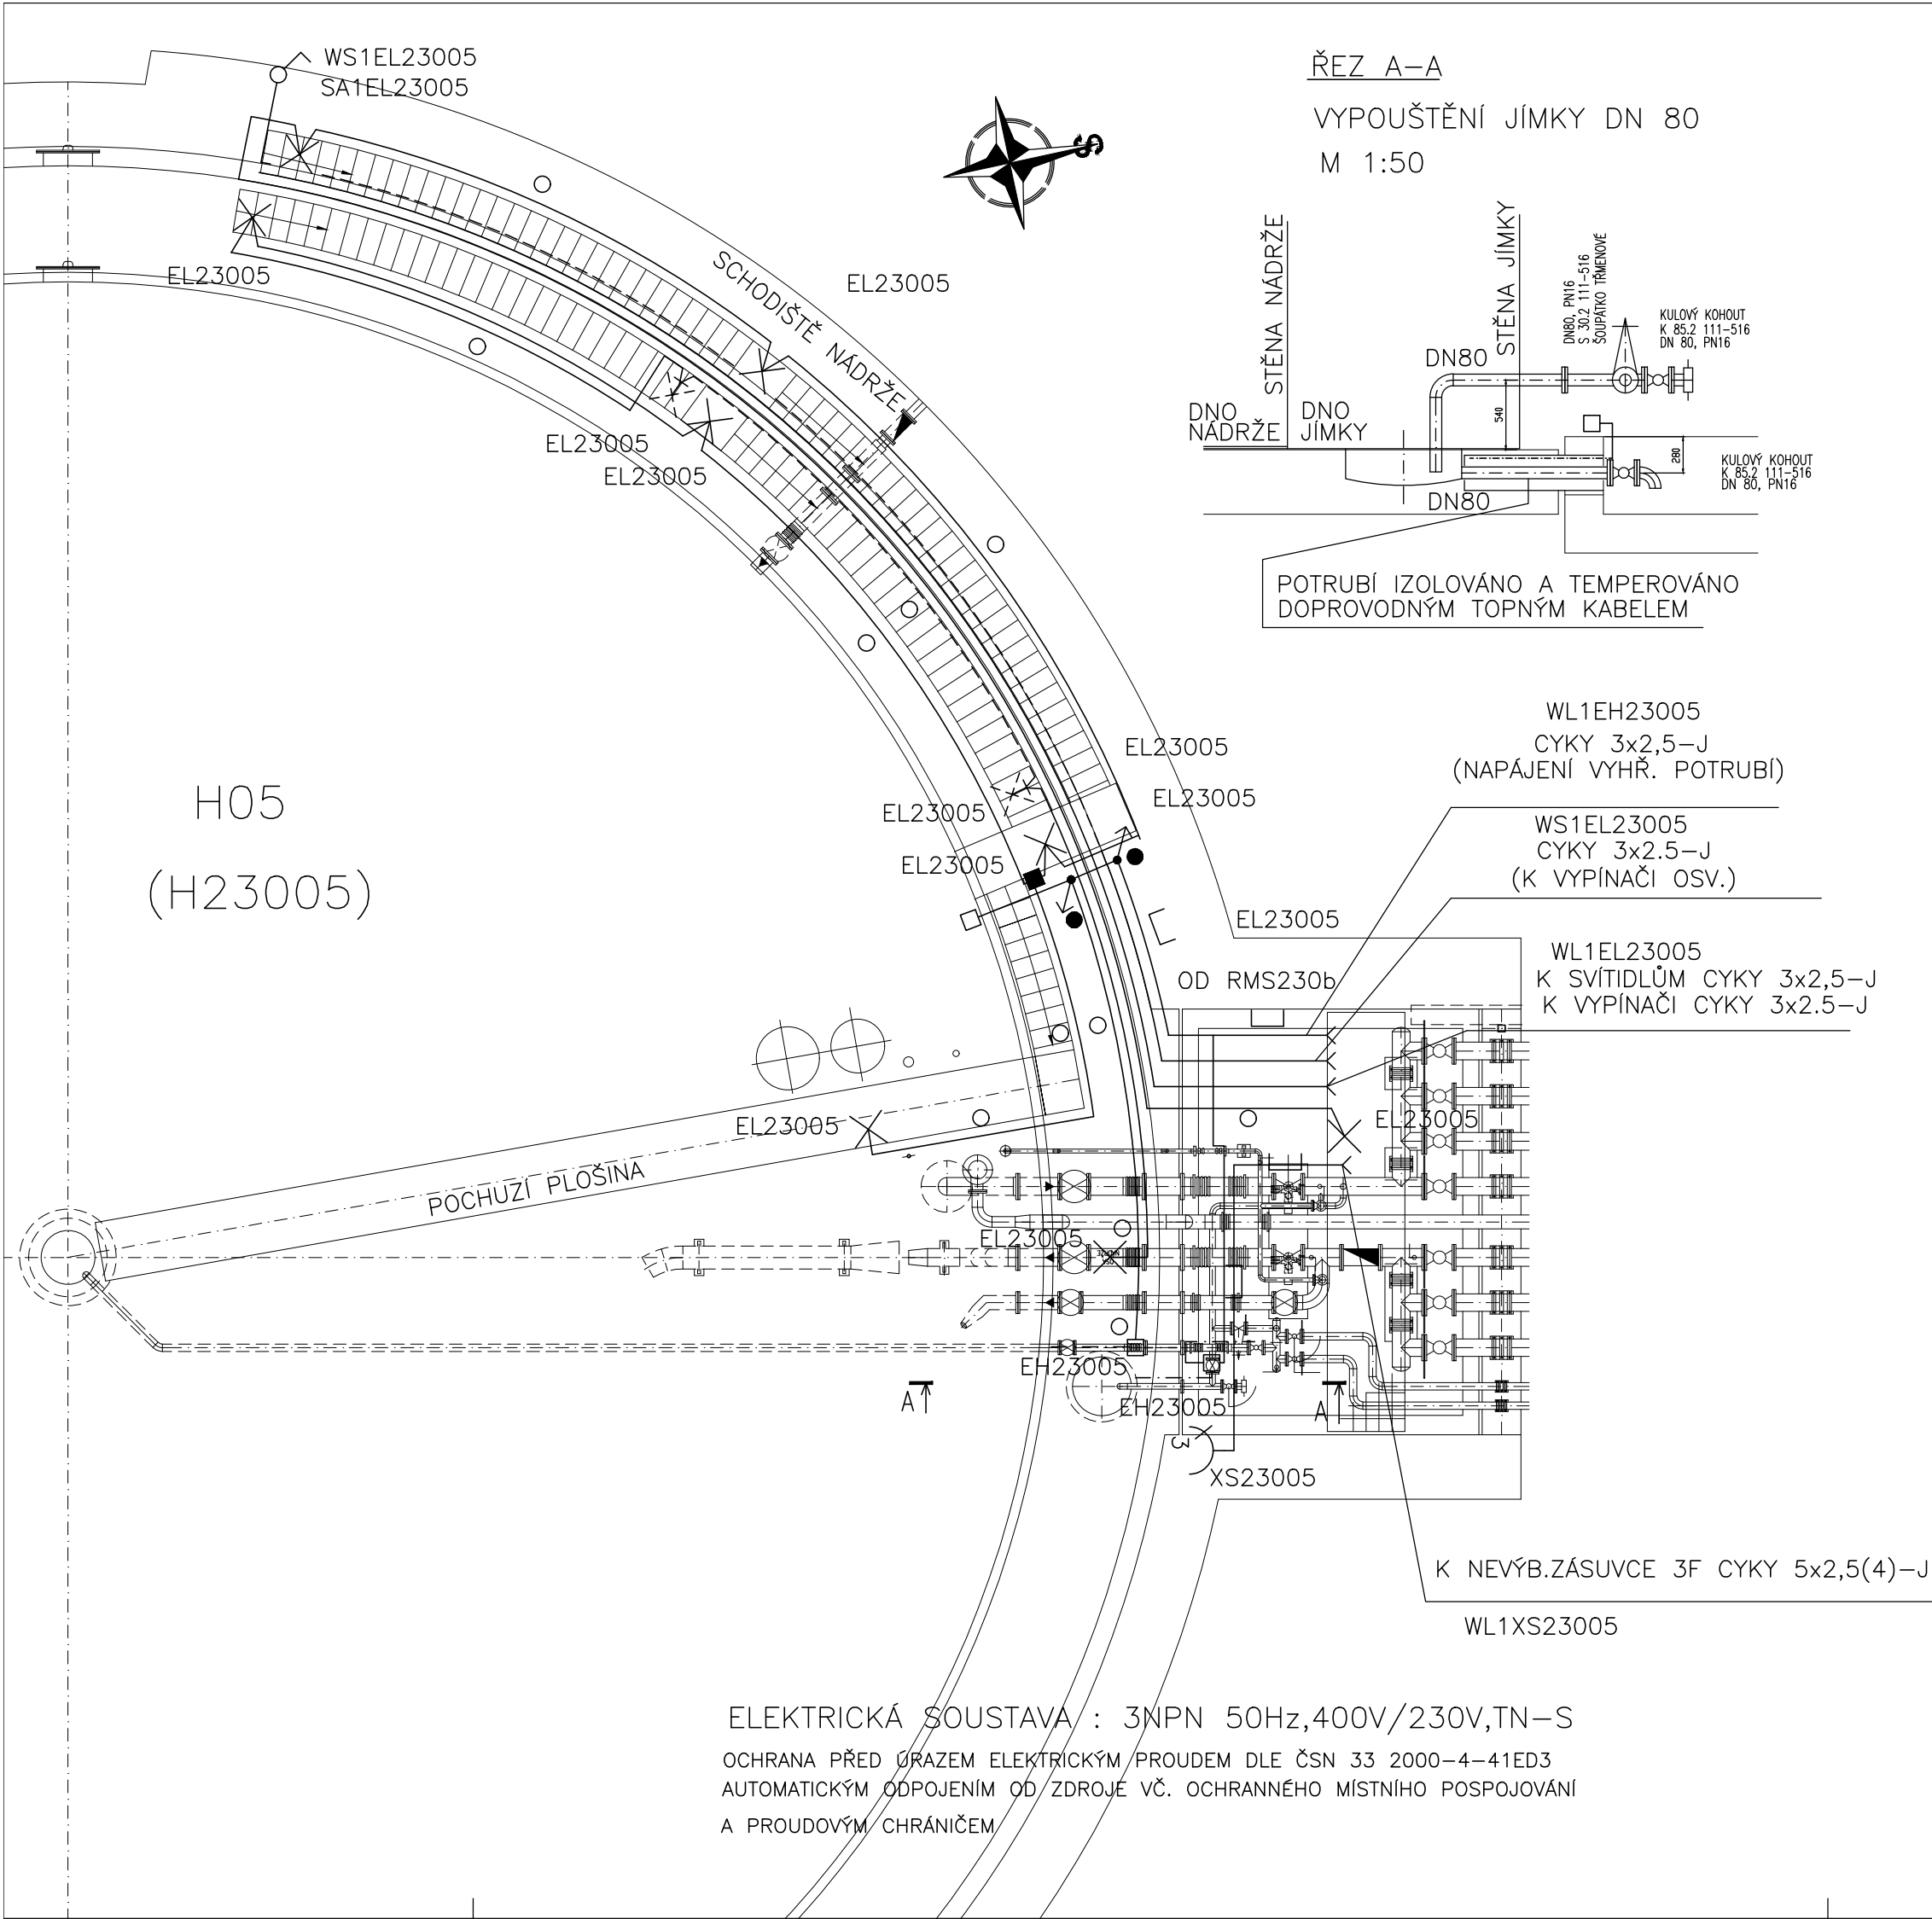 WS1EL23005
SA1EL23005
ŘEZ A-A
VYPOUŠTĚNÍ JÍMKY DN 80
M 1:50
S
STĚNA NÁDRŽE
STĚNA JÍMKY
DN80, PN16
S 30.2 111-516
ŠOUPÁTKO TŘMENOVÉ
KULOVÝ KOHOUT
K 85.2 111-516
DN 80, PN16
DN80
DNO
NÁDRŽE
DNO
JÍMKY
540
280
KULOVÝ KOHOUT
K 85.2 111-516
DN 80, PN16
DN80
POTRUBÍ IZOLOVÁNO A TEMPEROVÁNO
DOPROVODNÝM TOPNÝM KABELEM
EL23005
SCHODIŠTĚ NÁDRŽE
EL23005
EL23005
EL23005
WL1EH23005
CYKY 3x2,5-J
(NAPÁJENÍ VYHŘ. POTRUBÍ)
EL23005
EL23005
EL23005
H05
(H23005)
WS1EL23005
CYKY 3x2.5-J
(K VYPÍNAČI OSV.)
EL23005
EL23005
WL1EL23005
K SVÍTIDLŮM CYKY 3x2,5-J
K VYPÍNAČI CYKY 3x2.5-J
OD RMS230b
EL23005
EL23005
POCHUZÍ PLOŠINA
EL23005
EH23005
A
EH23005
A
3
XS23005
K NEVÝB.ZÁSUVCE 3F CYKY 5x2,5(4)-J
WL1XS23005
ELEKTRICKÁ SOUSTAVA : 3NPN 50Hz,400V/230V,TN-S
OCHRANA PŘED ÚRAZEM ELEKTRICKÝM PROUDEM DLE ČSN 33 2000-4-41ED3
AUTOMATICKÝM ODPOJENÍM OD ZDROJE VČ. OCHRANNÉHO MÍSTNÍHO POSPOJOVÁNÍ
A PROUDOVÝM CHRÁNIČEM